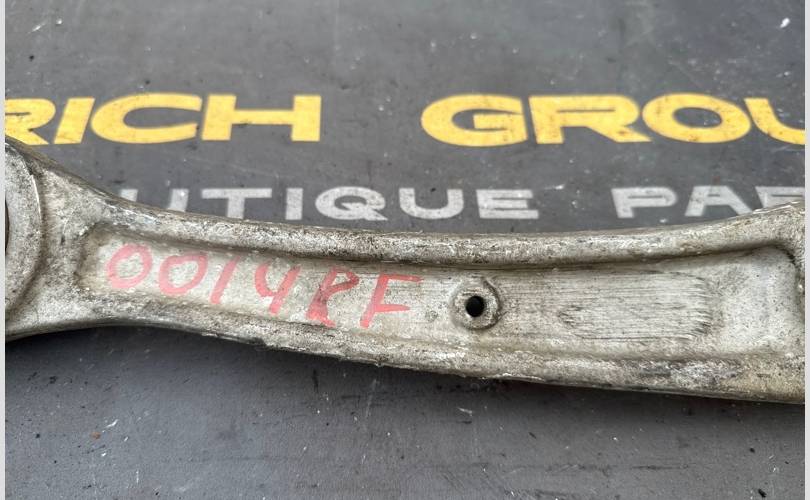 RICH GROU
UTIQUE PAR
0014RF